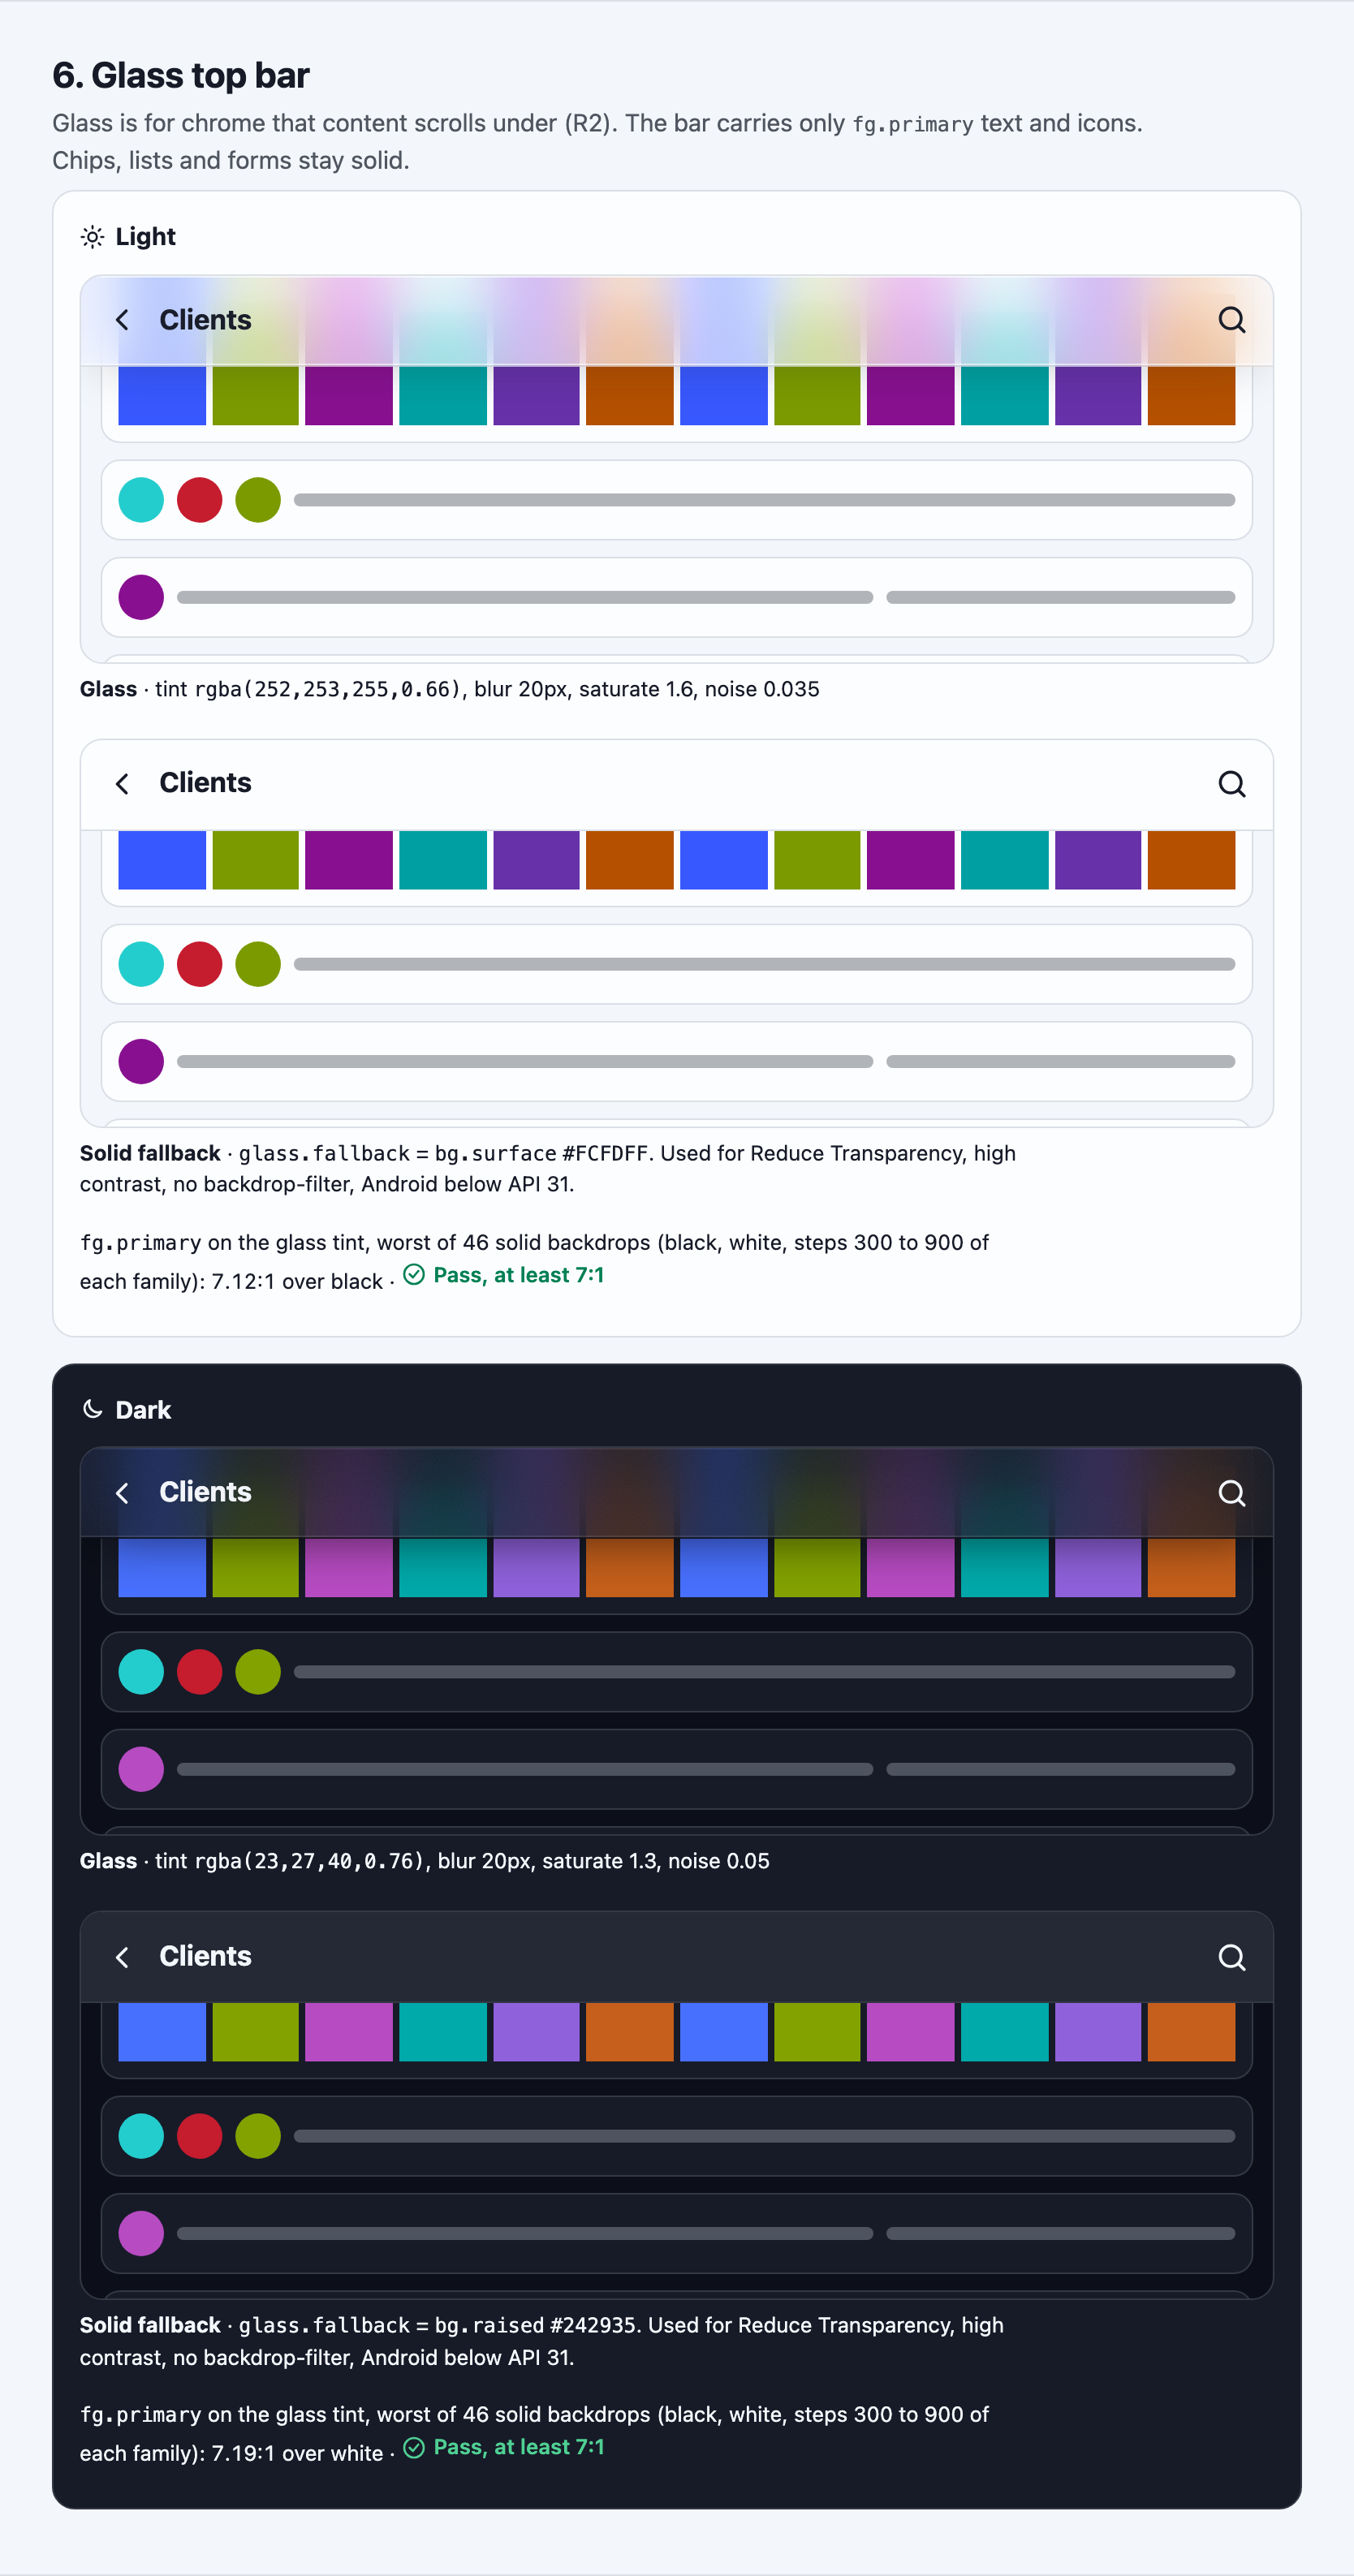 6. Glass top bar
Glass is for chrome that content scrolls under (R2). The bar carries only fg.primary text and icons.
Chips, lists and forms stay solid.
Light
Clients
Glass · tint rgba(252,253,255,0.66), blur 20px, saturate 1.6, noise 0.035
Clients
Solid fallback · glass.fallback = bg.surface #FCFDFF. Used for Reduce Transparency, high
contrast, no backdrop-filter, Android below API 31.
fg.primary on the glass tint, worst of 46 solid backdrops (black, white, steps 300 to 900 of
each family): 7.12:1 over black · Pass, at least 7:1
Dark
Clients
Glass · tint rgba(23,27,40,0.76), blur 20px, saturate 1.3, noise 0.05
Clients
Solid fallback · glass.fallback = bg.raised #242935. Used for Reduce Transparency, high
contrast, no backdrop-filter, Android below API 31.
fg.primary on the glass tint, worst of 46 solid backdrops (black, white, steps 300 to 900 of
each family): 7.19:1 over white · Pass, at least 7:1